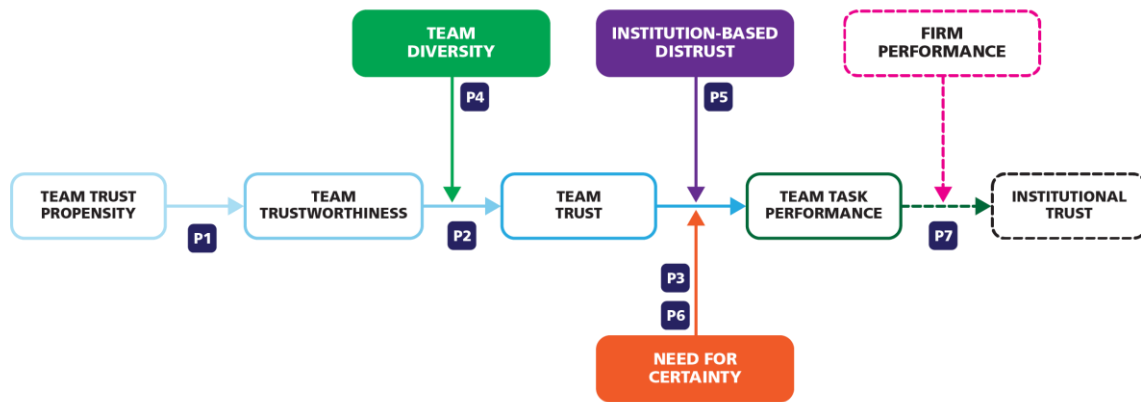 TEAM
DIVERSITY
INSTITUTION-BASED
DISTRUST
FIRM
PERFORMANCE
P4
P5
TEAM TRUST
PROPENSITY
TEAM
TRUSTWORTHINESS
TEAM
TRUST
TEAM TASK
PERFORMANCE
INSTITUTIONAL
TRUST
P1
P2
P7
P3
P6
NEED FOR
CERTAINTY